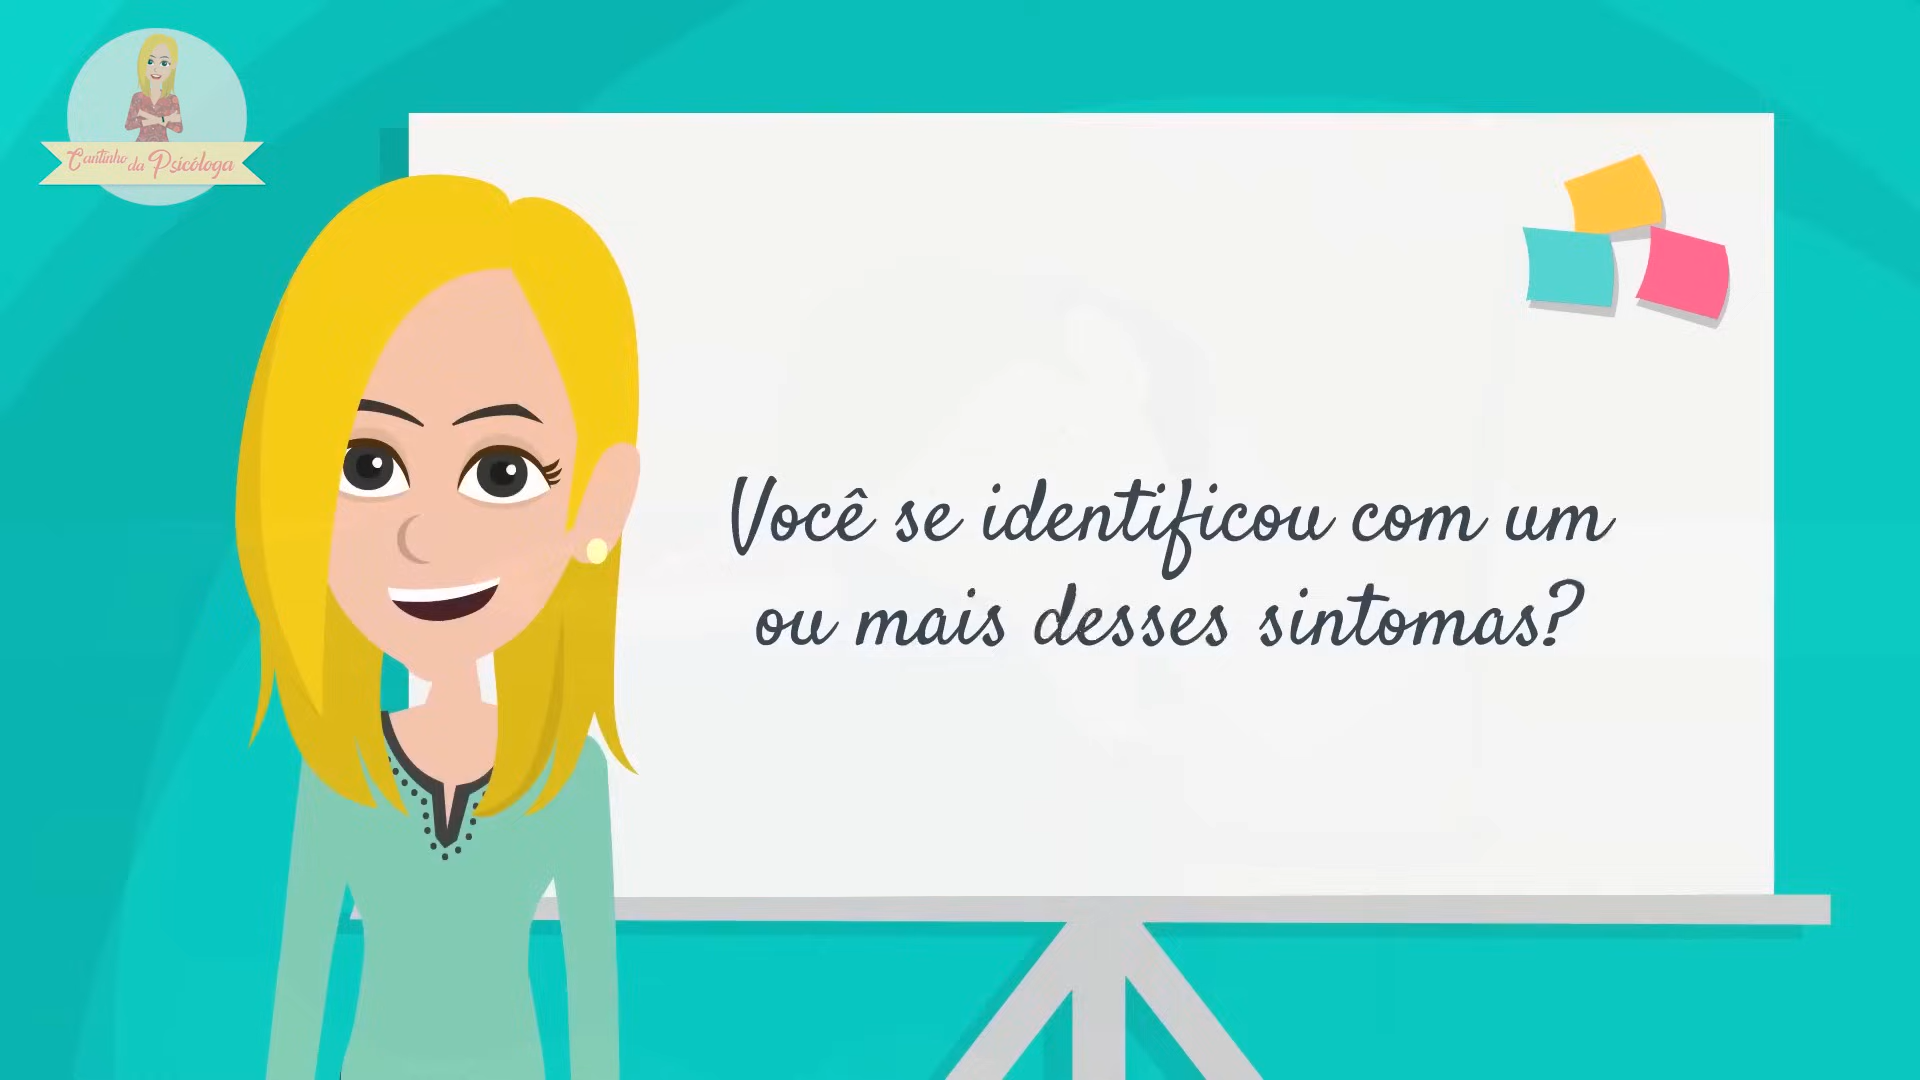 Cantinho da Psicóloga
Você se identificou com um
ou mais desses sintomas?